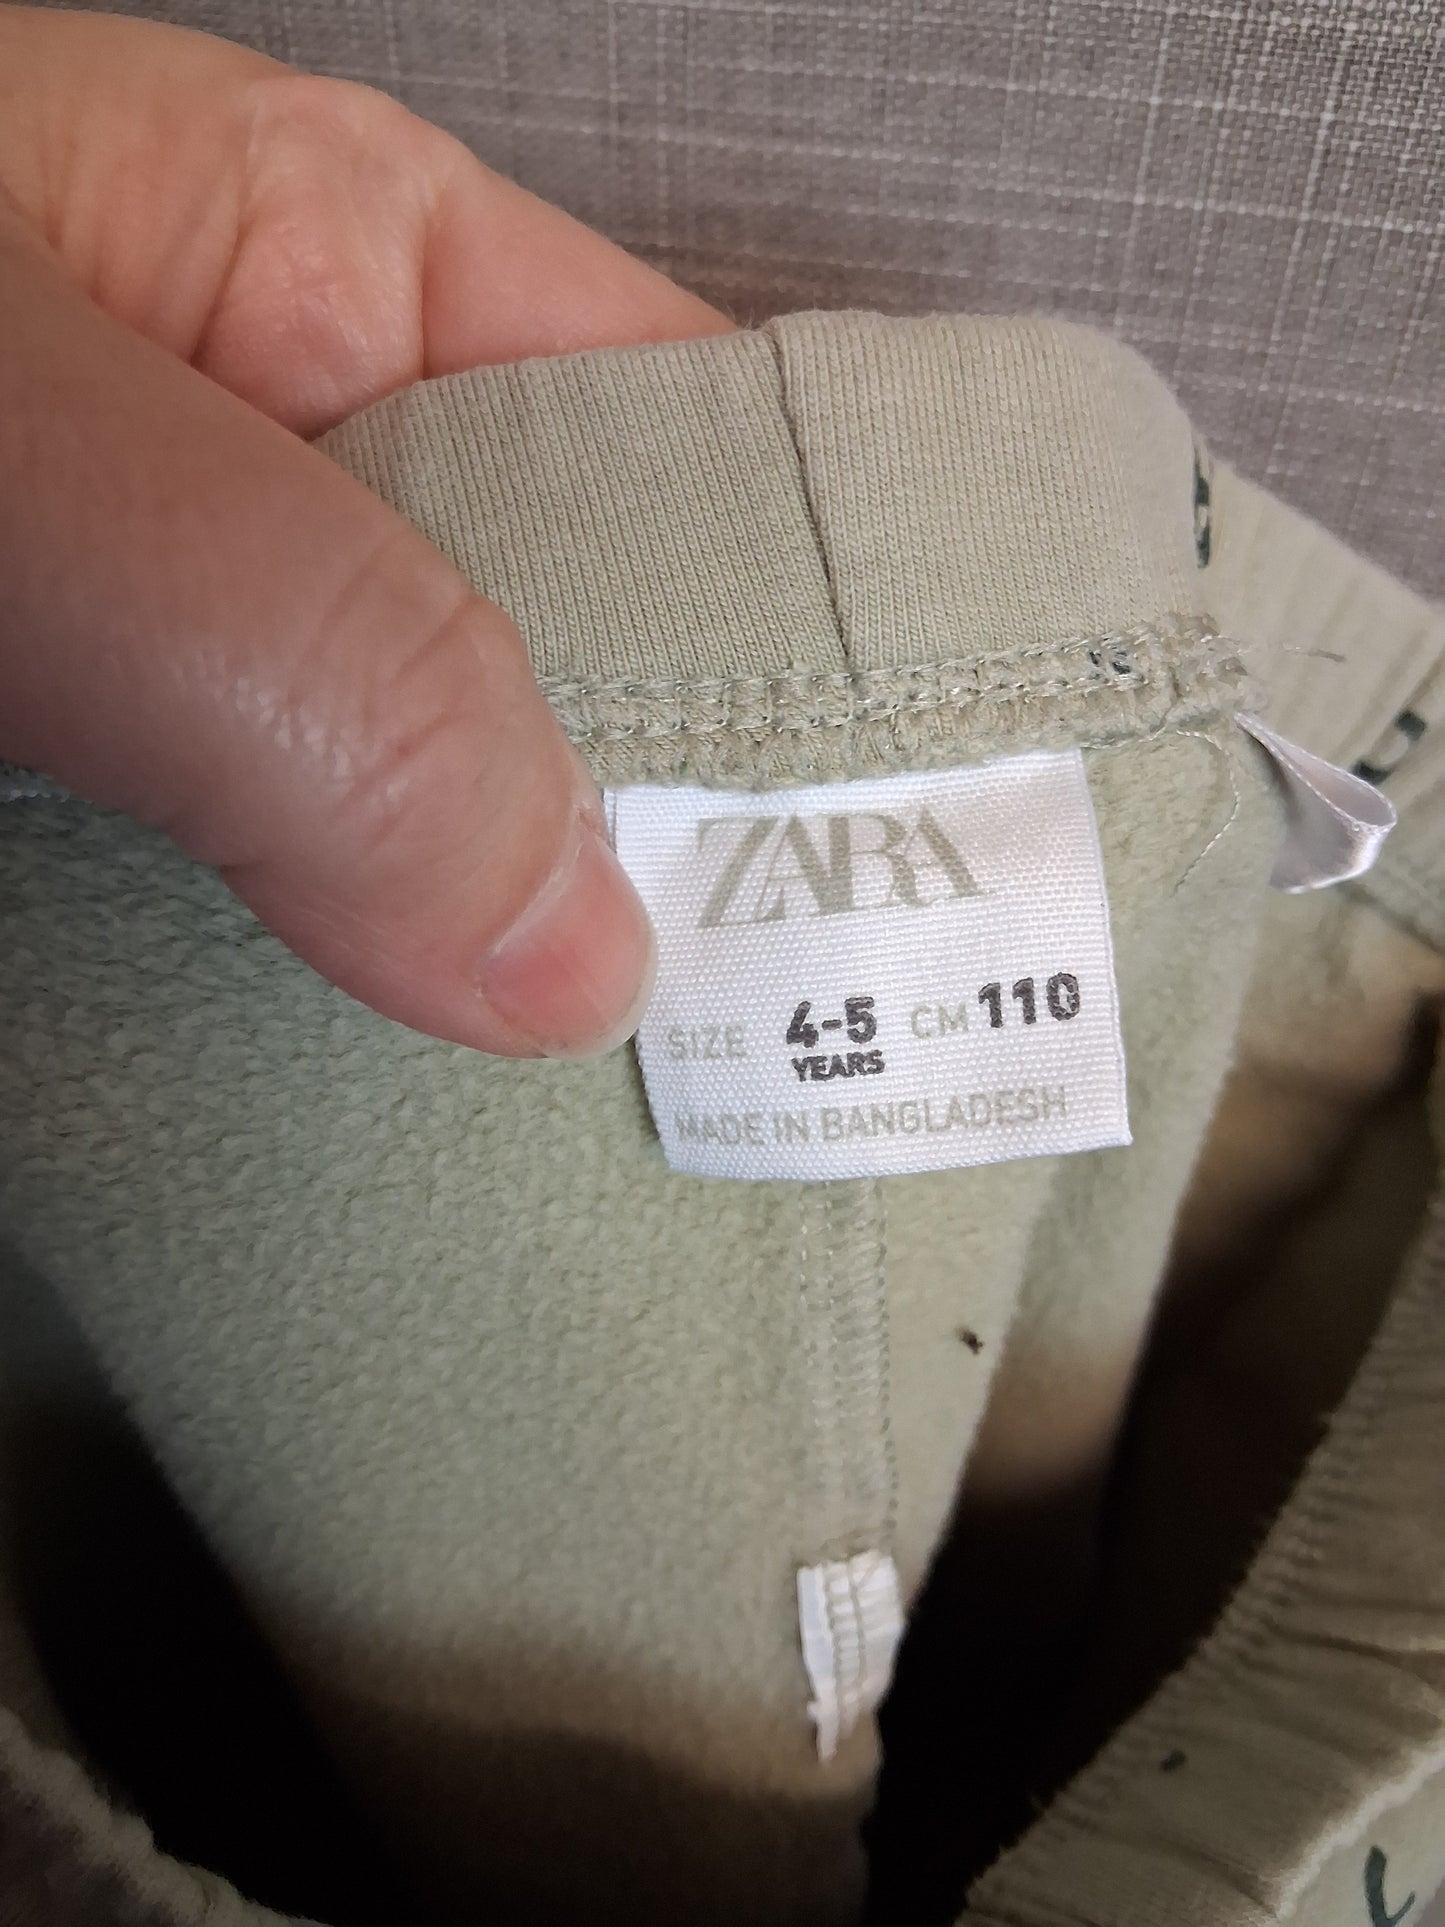 ZARA
SIZE 4-5 CM 110
YEARS
MADE IN BANGLADESH